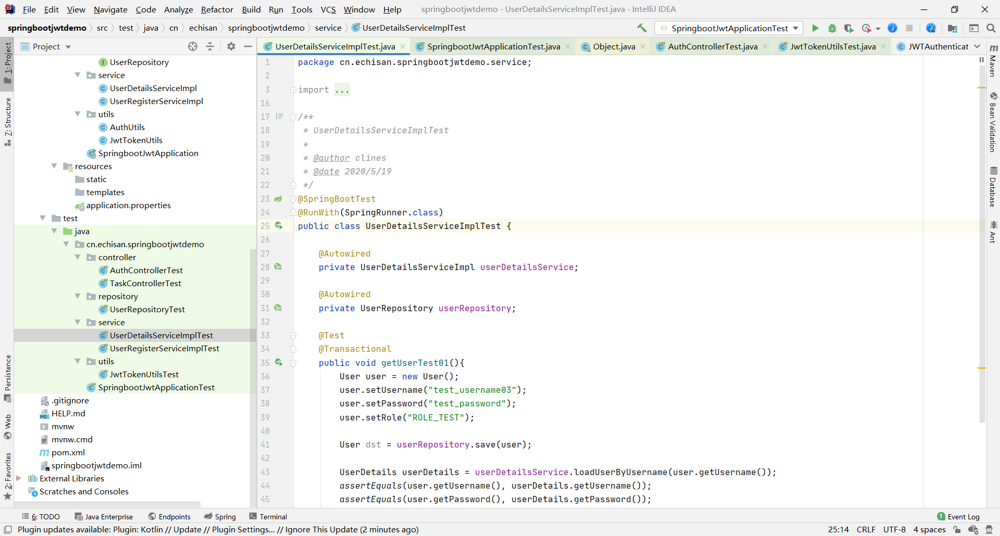 File Edit View Navigate Code Analyze Refactor Build Run Tools VCS Window Help springbootjwtdemo - UserDetailsServiceImplTest.java - IntelliJ IDEA
springbootjwtdemo src test java cn echisan springbootjwtdemo service UserDetailsServiceImplTest SpringbootJwtApplicationTest
Project
UserDetailsServiceImplTest.java SpringbootJwtApplicationTest.java Object.java AuthControllerTest.java JwtTokenUtilsTest.java JWTAuthenticat
1: Project
7: Structure
Persistence
Web
2: Favorites
UserRepository
service
UserDetailsServiceImpl
UserRegisterServiceImpl
utils
AuthUtils
JwtTokenUtils
SpringbootJwtApplication
resources
static
templates
application.properties
test
java
cn.echisan.springbootjwtdemo
controller
AuthControllerTest
TaskControllerTest
repository
UserRepositoryTest
service
UserDetailsServiceImplTest
UserRegisterServiceImplTest
utils
JwtTokenUtilsTest
SpringbootJwtApplicationTest
.gitignore
HELP.md
mvnw
mvnw.cmd
pom.xml
springbootjwtdemo.iml
External Libraries
Scratches and Consoles
1 package cn.echisan.springbootjwtdemo.service;
2
3 import ...
16
17 /**
18 * UserDetailsServiceImplTest
19 *
20 * @author clines
21 * @date 2020/5/19
22 */
23 @SpringBootTest
24 @RunWith(SpringRunner.class)
25 public class UserDetailsServiceImplTest {
26
27 @Autowired
28 private UserDetailsServiceImpl userDetailsService;
29
30 @Autowired
31 private UserRepository userRepository;
32
33 @Test
34 @Transactional
35 public void getUserTest01(){
36 User user = new User();
37 user.setUsername("test_username03");
38 user.setPassword("test_password");
39 user.setRole("ROLE_TEST");
40
41 User dst = userRepository.save(user);
42
43 UserDetails userDetails = userDetailsService.loadUserByUsername(user.getUsername());
44 assertEquals(user.getUsername(), userDetails.getUsername());
45 assertEquals(user.getPassword(), userDetails.getPassword());
Maven
Bean Validation
Database
Ant
6: TODO Java Enterprise Endpoints Spring Terminal 1 Event Log
Plugin updates available: Plugin: Kotlin // Update // Plugin Settings... // Ignore This Update (2 minutes ago) 25:14 CRLF UTF-8 4 spaces